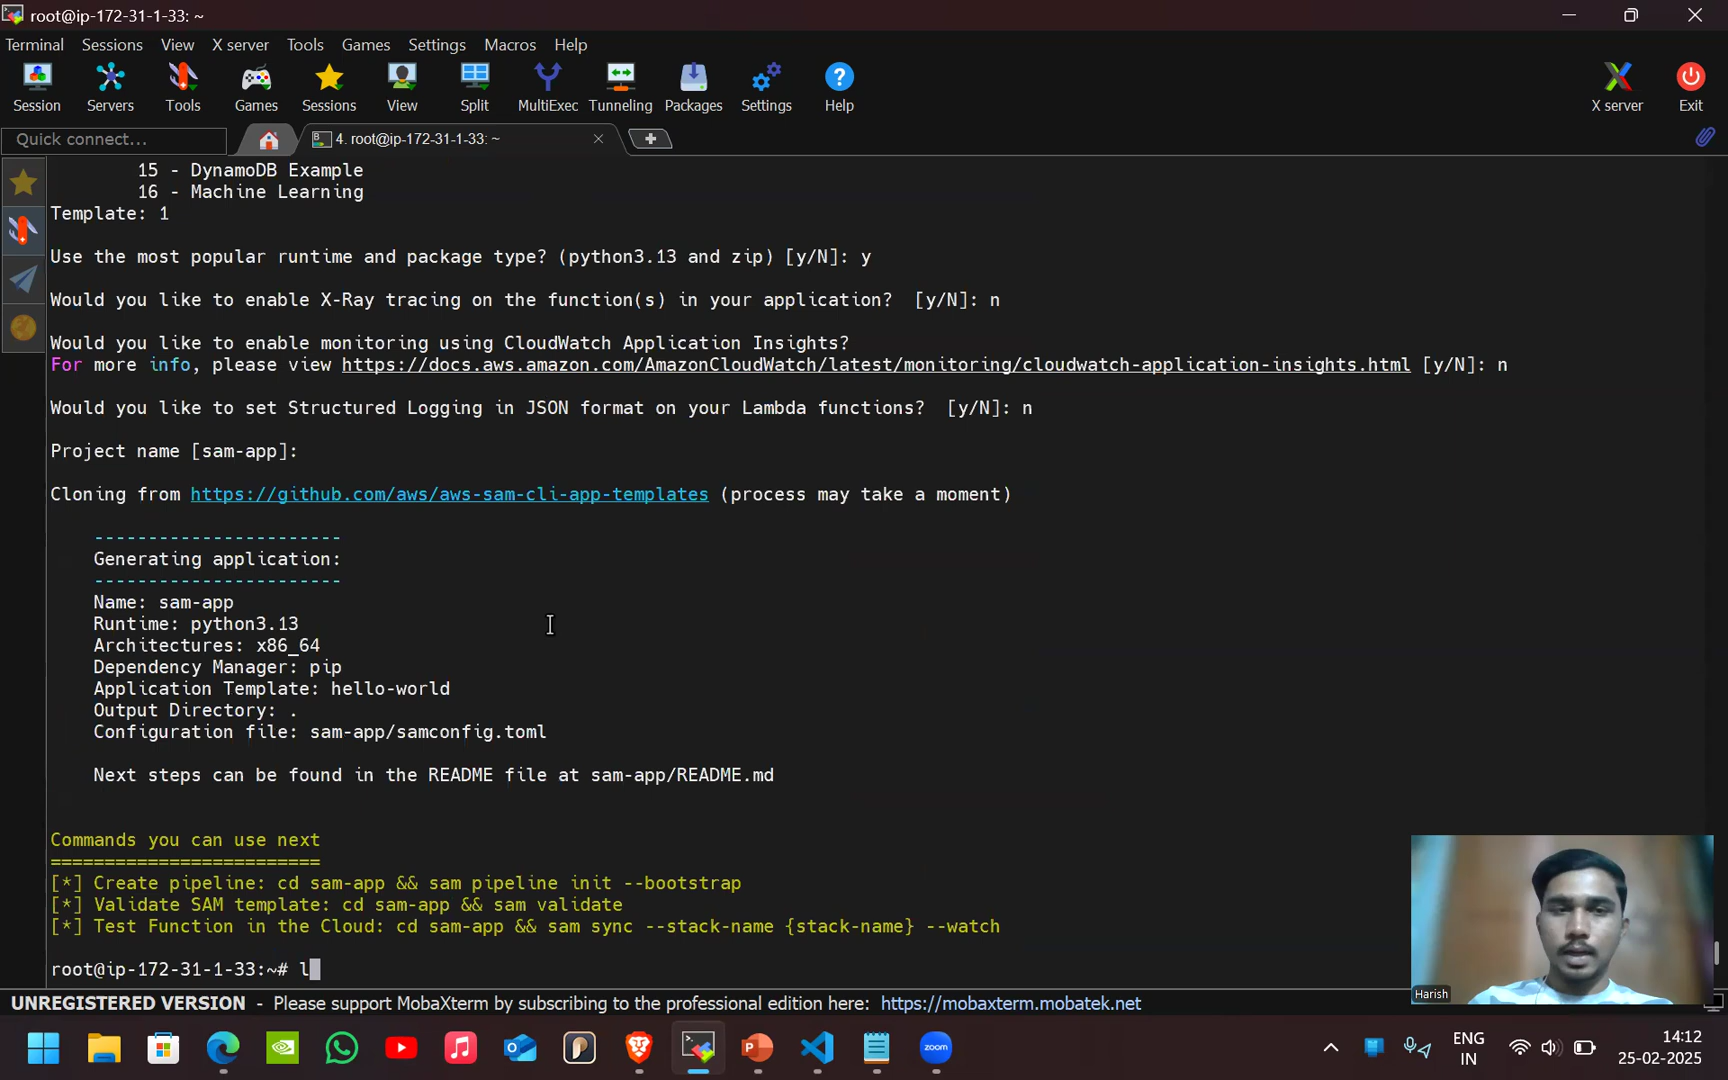 root@ip-172-31-1-33: ~
Terminal Sessions View X server Tools Games Settings Macros Help
Session Servers Tools Games Sessions View Split MultiExec Tunneling Packages Settings Help X server Exit
Quick connect...
4. root@ip-172-31-1-33: ~
15 - DynamoDB Example
16 - Machine Learning
Template: 1
Use the most popular runtime and package type? (python3.13 and zip) [y/N]: y
Would you like to enable X-Ray tracing on the function(s) in your application?  [y/N]: n
Would you like to enable monitoring using CloudWatch Application Insights?
For more info, please view https://docs.aws.amazon.com/AmazonCloudWatch/latest/monitoring/cloudwatch-application-insights.html [y/N]: n
Would you like to set Structured Logging in JSON format on your Lambda functions?  [y/N]: n
Project name [sam-app]:
Cloning from https://github.com/aws/aws-sam-cli-app-templates (process may take a moment)
-----------------------
Generating application:
-----------------------
Name: sam-app
Runtime: python3.13
Architectures: x86_64
Dependency Manager: pip
Application Template: hello-world
Output Directory: .
Configuration file: sam-app/samconfig.toml
Next steps can be found in the README file at sam-app/README.md
Commands you can use next
=========================
[*] Create pipeline: cd sam-app && sam pipeline init --bootstrap
[*] Validate SAM template: cd sam-app && sam validate
[*] Test Function in the Cloud: cd sam-app && sam sync --stack-name {stack-name} --watch
root@ip-172-31-1-33:~# l
Harish
UNREGISTERED VERSION - Please support MobaXterm by subscribing to the professional edition here: https://mobaxterm.mobatek.net
zoom
ENG
IN
14:12
25-02-2025